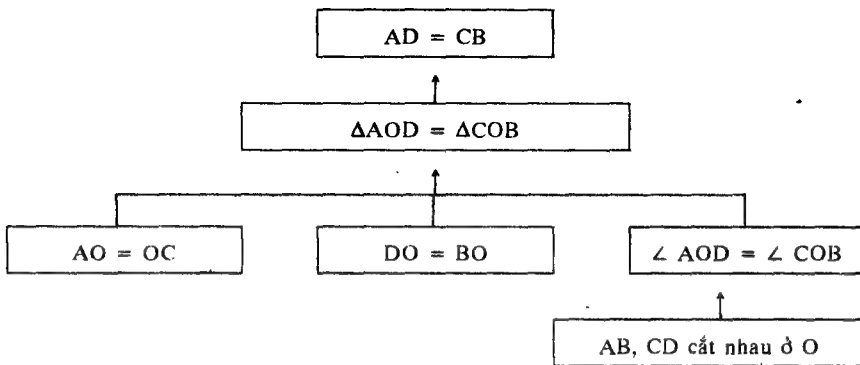 AD = CB
ΔAOD = ΔCOB
AO = OC
DO = BO
∠ AOD = ∠ COB
AB, CD cắt nhau ở O